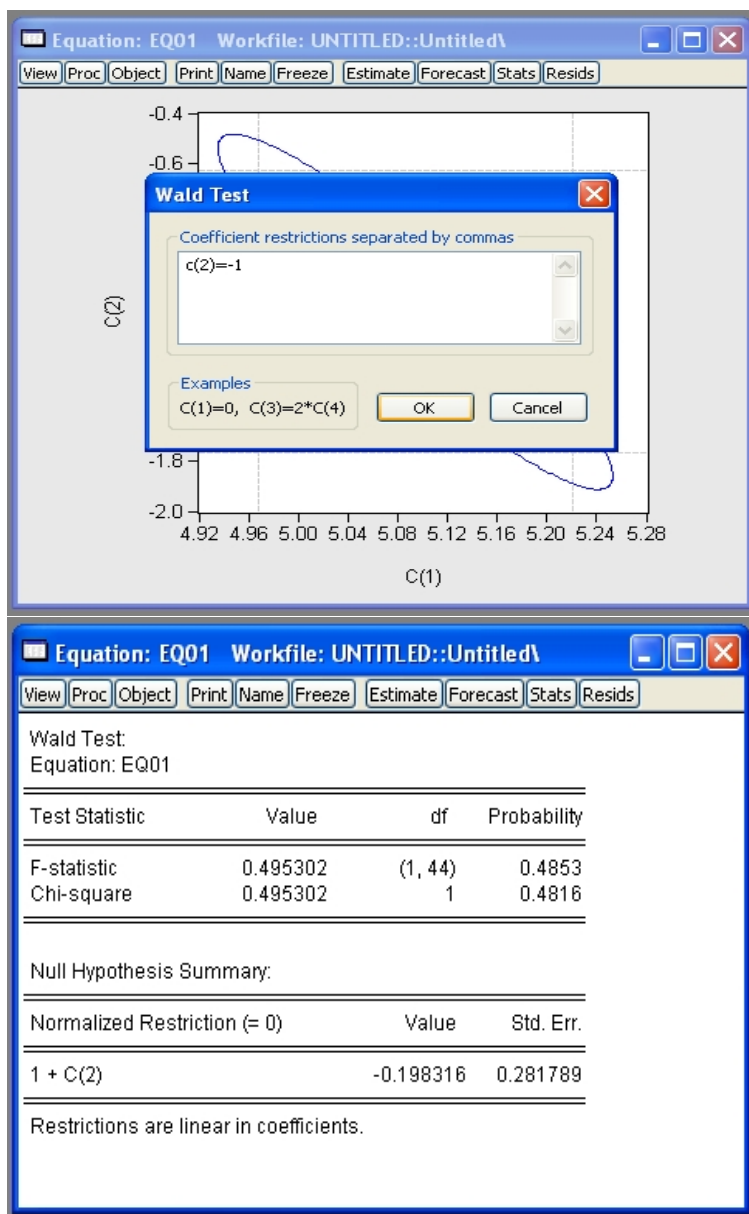 Equation: EQ01 Workfile: UNTITLED::Untitled\
View Proc Object Print Name Freeze Estimate Forecast Stats Resids
-0.4
-0.6
Wald Test
Coefficient restrictions separated by commas
c(2)=-1
C(2)
Examples
C(1)=0, C(3)=2*C(4)
OK Cancel
-1.8
-2.0
4.92 4.96 5.00 5.04 5.08 5.12 5.16 5.20 5.24 5.28
C(1)
Equation: EQ01 Workfile: UNTITLED::Untitled\
View Proc Object Print Name Freeze Estimate Forecast Stats Resids
Wald Test:
Equation: EQ01
Test Statistic Value df Probability
F-statistic 0.495302 (1, 44) 0.4853
Chi-square 0.495302 1 0.4816
Null Hypothesis Summary:
Normalized Restriction (= 0) Value Std. Err.
1 + C(2) -0.198316 0.281789
Restrictions are linear in coefficients.